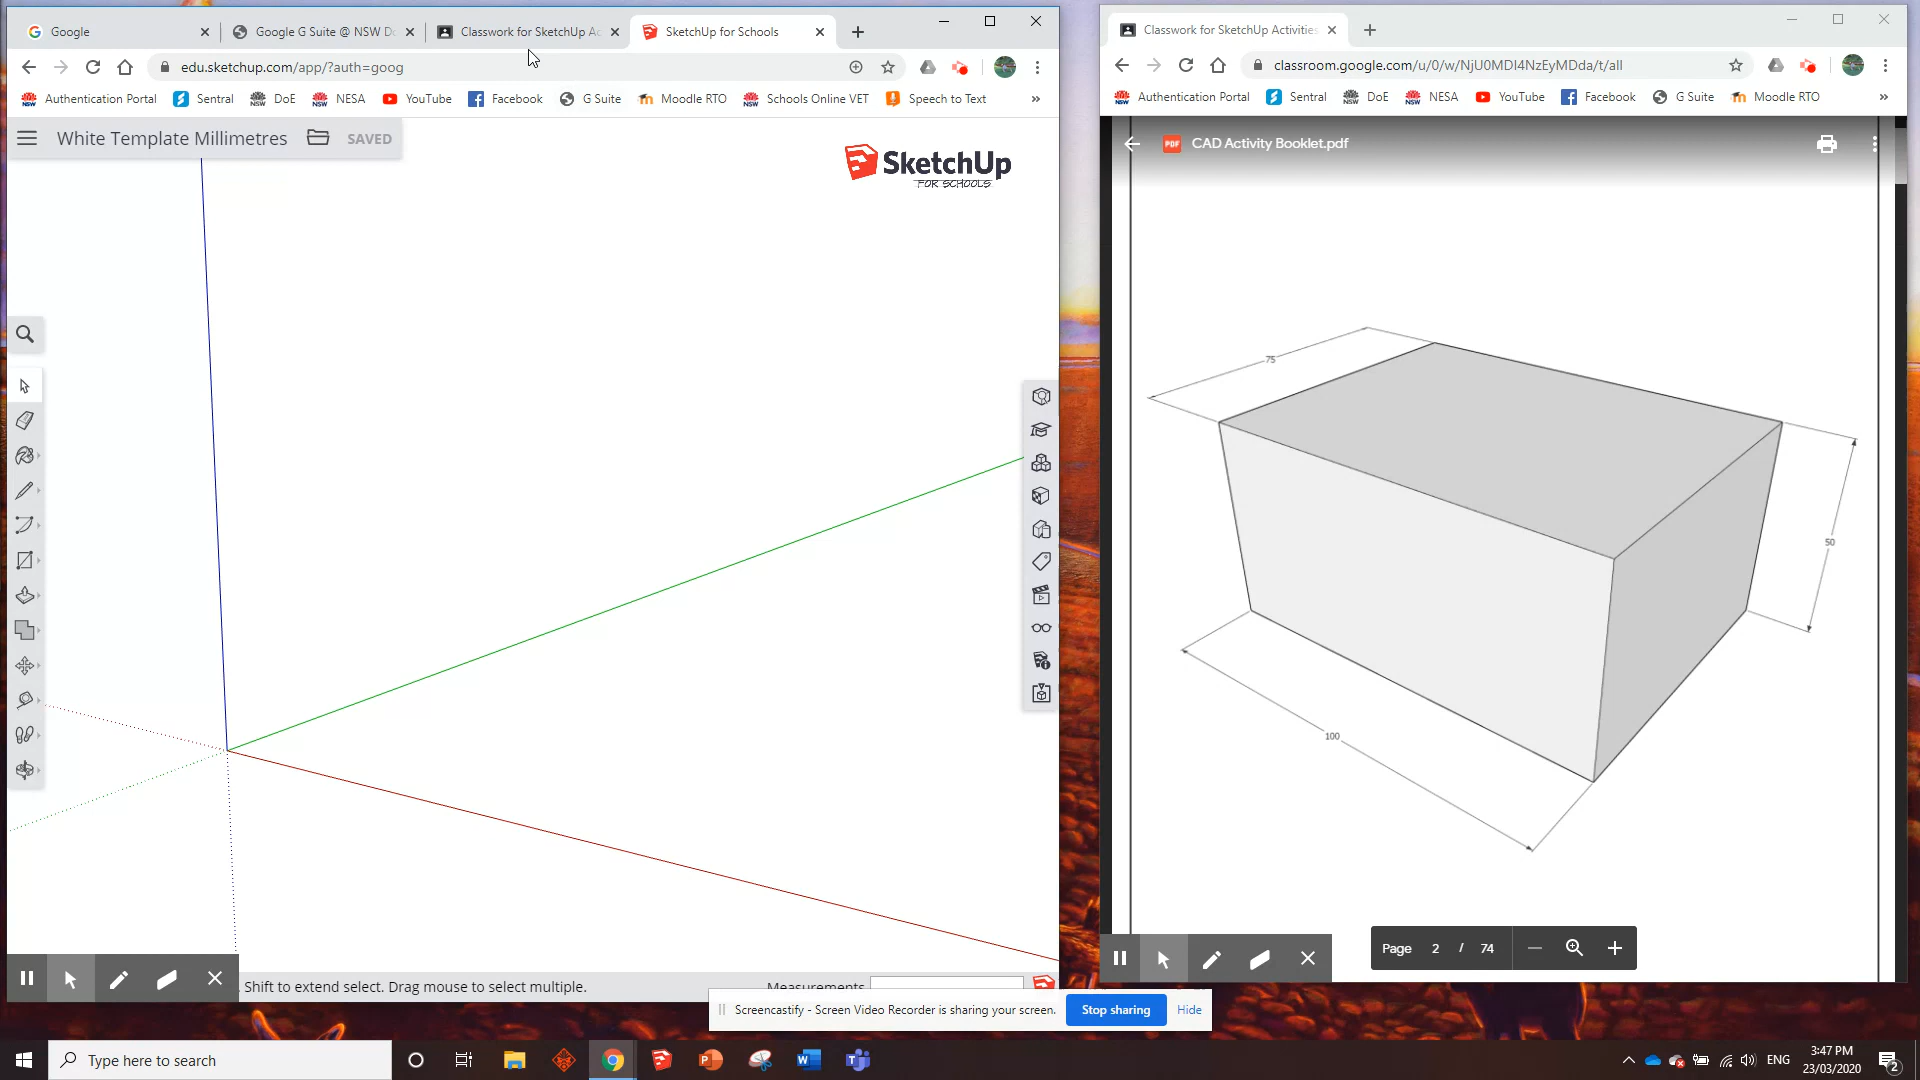 Google
Google G Suite @ NSW D
Classwork for SketchUp Ac
SketchUp for Schools
edu.sketchup.com/app/?auth=goog
Authentication Portal
Sentral
DoE
NESA
YouTube
Facebook
G Suite
Moodle RTO
Schools Online VET
Speech to Text
White Template Millimetres
SAVED
SketchUp
FOR SCHOOLS
Shift to extend select. Drag mouse to select multiple.
Measurements
Classwork for SketchUp Activities
classroom.google.com/u/0/w/NjU0MDI4NzEyMDda/t/all
Authentication Portal
Sentral
DoE
NESA
YouTube
Facebook
G Suite
Moodle RTO
PDF
CAD Activity Booklet.pdf
75
50
100
Page 2 / 74
Screencastify - Screen Video Recorder is sharing your screen.
Stop sharing
Hide
Type here to search
ENG
3:47 PM
23/03/2020
2